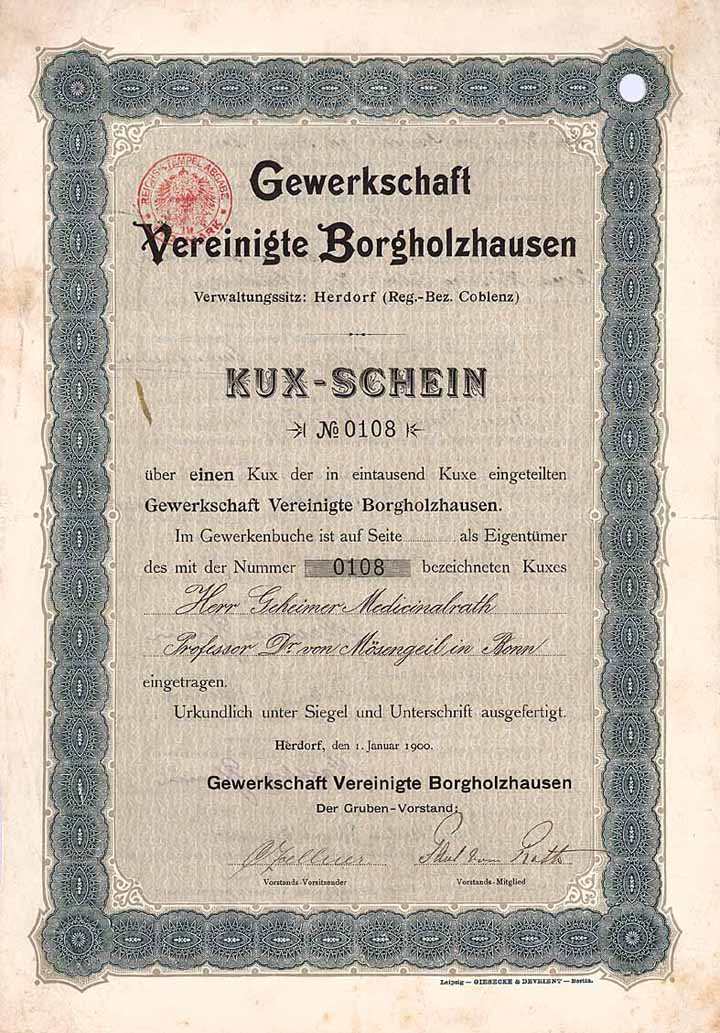 REICHSSTEMPEL ABGABE
MARK
Gewerkschaft
Vereinigte Borgholzhausen
Verwaltungssitz: Herdorf (Reg.-Bez. Coblenz)
KUX-SCHEIN
№ 0108
über einen Kux der in eintausend Kuxe eingeteilten
Gewerkschaft Vereinigte Borgholzhausen.
Im Gewerkenbuche ist auf Seite als Eigentümer
des mit der Nummer 0108 bezeichneten Kuxes
Herr Geheimer Medicinalrath
Professor Dr von Mösengeil in Bonn
eingetragen.
Urkundlich unter Siegel und Unterschrift ausgefertigt.
Herdorf, den 1. Januar 1900.
Gewerkschaft Vereinigte Borgholzhausen
Der Gruben-Vorstand:
Vorstands-Vorsitzender Vorstands-Mitglied
Leipzig — GIESECKE & DEVRIENT — Berlin.